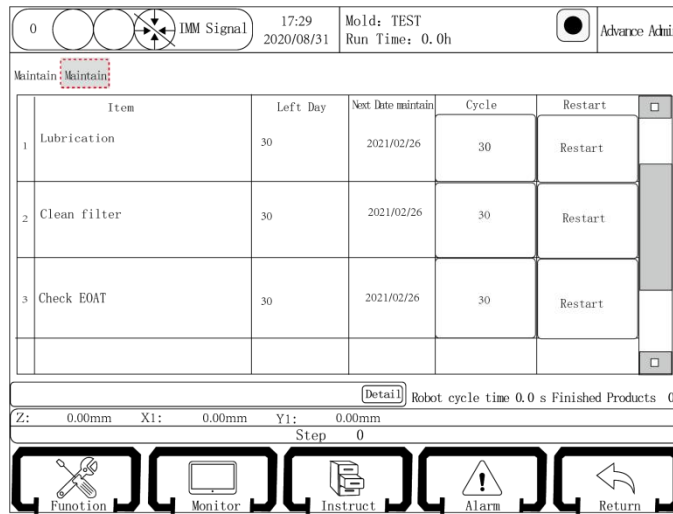 0 IMM Signal 17:29 2020/08/31 Mold: TEST Run Time: 0.0h Advance Admi
Maintain Maintain
Item Left Day Next Date maintain Cycle Restart
1 Lubrication 30 2021/02/26 30 Restart
2 Clean filter 30 2021/02/26 30 Restart
3 Check EOAT 30 2021/02/26 30 Restart
Detail Robot cycle time 0.0 s Finished Products 0
Z: 0.00mm X1: 0.00mm Y1: 0.00mm
Step 0
Funotion Monitor Instruct Alarm Return